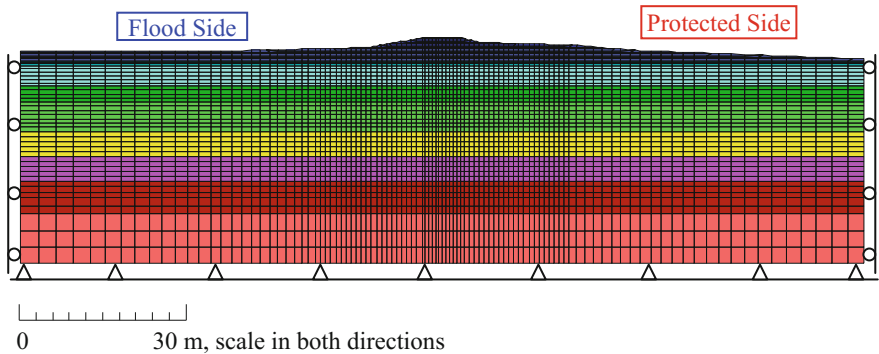 Flood Side
Protected Side
0 30 m, scale in both directions